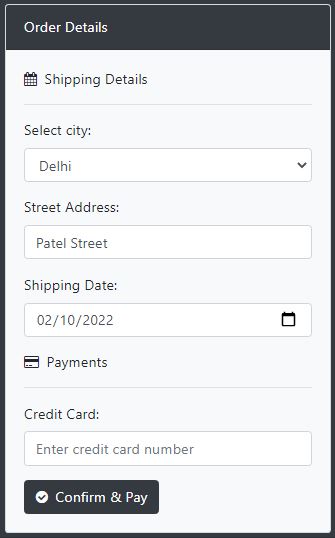 Order Details
Shipping Details
Select city:
Delhi
Street Address:
Patel Street
Shipping Date:
02/10/2022
Payments
Credit Card:
Enter credit card number
Confirm & Pay